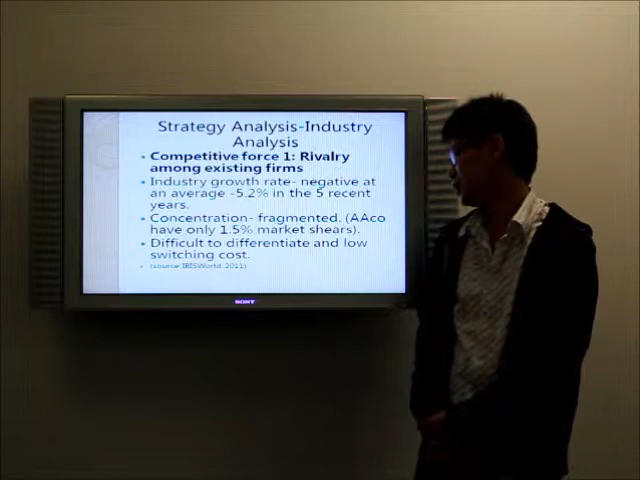 Strategy Analysis-Industry
Analysis
• Competitive force 1: Rivalry
among existing firms
• Industry growth rate- negative at
an average -5.2% in the 5 recent
years.
• Concentration- fragmented. (AAco
have only 1.5% market shears).
• Difficult to differentiate and low
switching cost.
• (source:IBISWorld 2011)
SONY